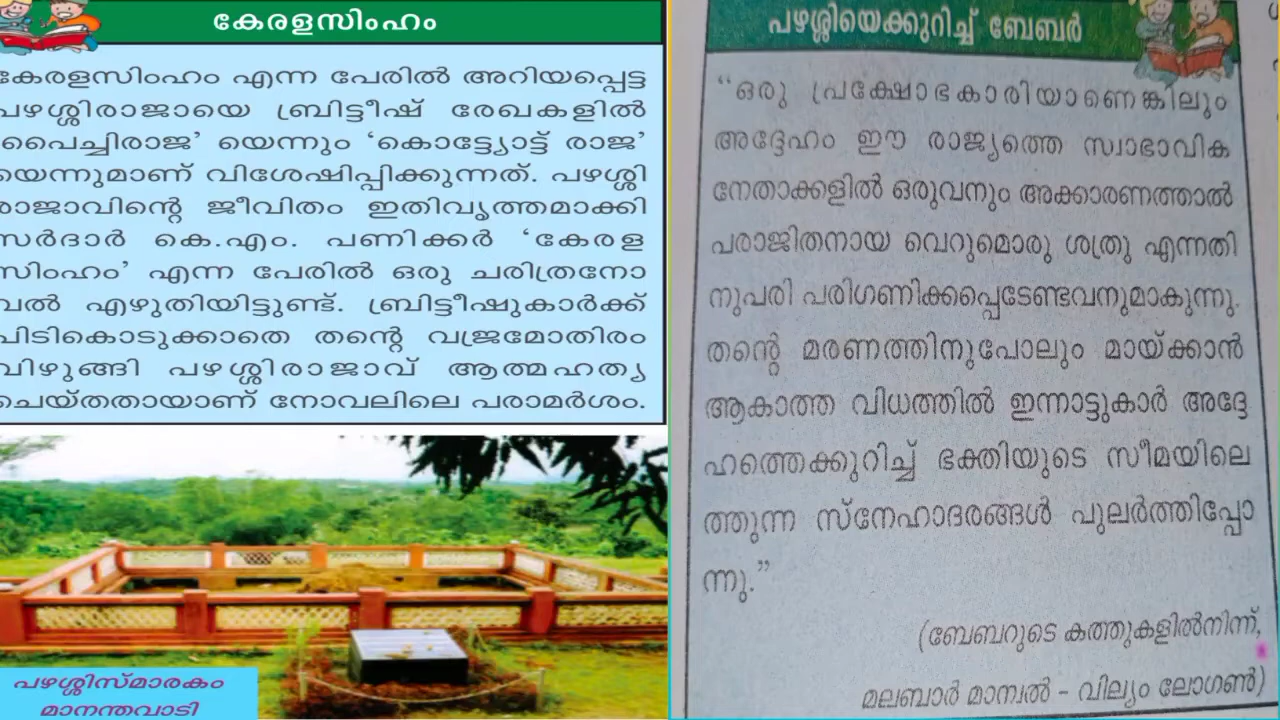 കേരളസിംഹം
കേരളസിംഹം എന്ന പേരിൽ അറിയപ്പെട്ട
പഴശ്ശിരാജായെ ബ്രിട്ടീഷ് രേഖകളിൽ
'പൈച്ചിരാജ' യെന്നും 'കൊട്ട്യോട്ട് രാജ'
യെന്നുമാണ് വിശേഷിപ്പിക്കുന്നത്. പഴശ്ശി
രാജാവിന്റെ ജീവിതം ഇതിവൃത്തമാക്കി
സർദാർ കെ.എം. പണിക്കർ 'കേരള
സിംഹം' എന്ന പേരിൽ ഒരു ചരിത്രനോ
വൽ എഴുതിയിട്ടുണ്ട്. ബ്രിട്ടീഷുകാർക്ക്
പിടികൊടുക്കാതെ തന്റെ വജ്രമോതിരം
വിഴുങ്ങി പഴശ്ശിരാജാവ് ആത്മഹത്യ
ചെയ്തതായാണ് നോവലിലെ പരാമർശം.
പഴശ്ശിസ്മാരകം
മാനന്തവാടി
പഴശ്ശിയെക്കുറിച്ച് ബേബർ
"ഒരു പ്രക്ഷോഭകാരിയാണെങ്കിലും
അദ്ദേഹം ഈ രാജ്യത്തെ സ്വാഭാവിക
നേതാക്കളിൽ ഒരുവനും അക്കാരണത്താൽ
പരാജിതനായ വെറുമൊരു ശത്രു എന്നതി
നുപരി പരിഗണിക്കപ്പെടേണ്ടവനുമാകുന്നു.
തന്റെ മരണത്തിനുപോലും മായ്ക്കാൻ
ആകാത്ത വിധത്തിൽ ഇന്നാട്ടുകാർ അദ്ദേ
ഹത്തെക്കുറിച്ച് ഭക്തിയുടെ സീമയിലെ
ത്തുന്ന സ്നേഹാദരങ്ങൾ പുലർത്തിപ്പോ
ന്നു."
(ബേബറുടെ കത്തുകളിൽനിന്ന്,
മലബാർ മാന്വൽ - വില്യം ലോഗൺ)